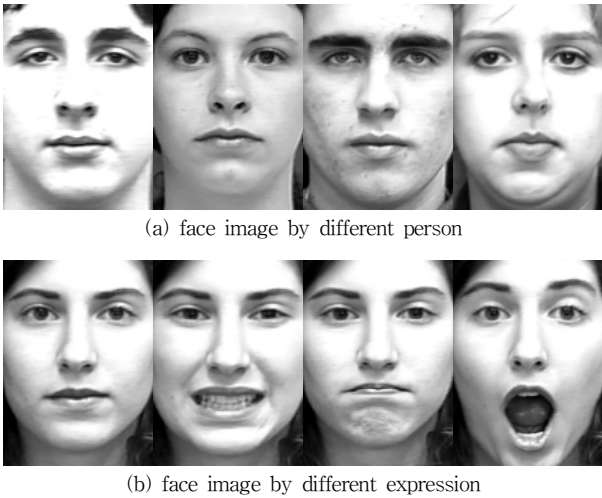 (a) face image by different person
(b) face image by different expression